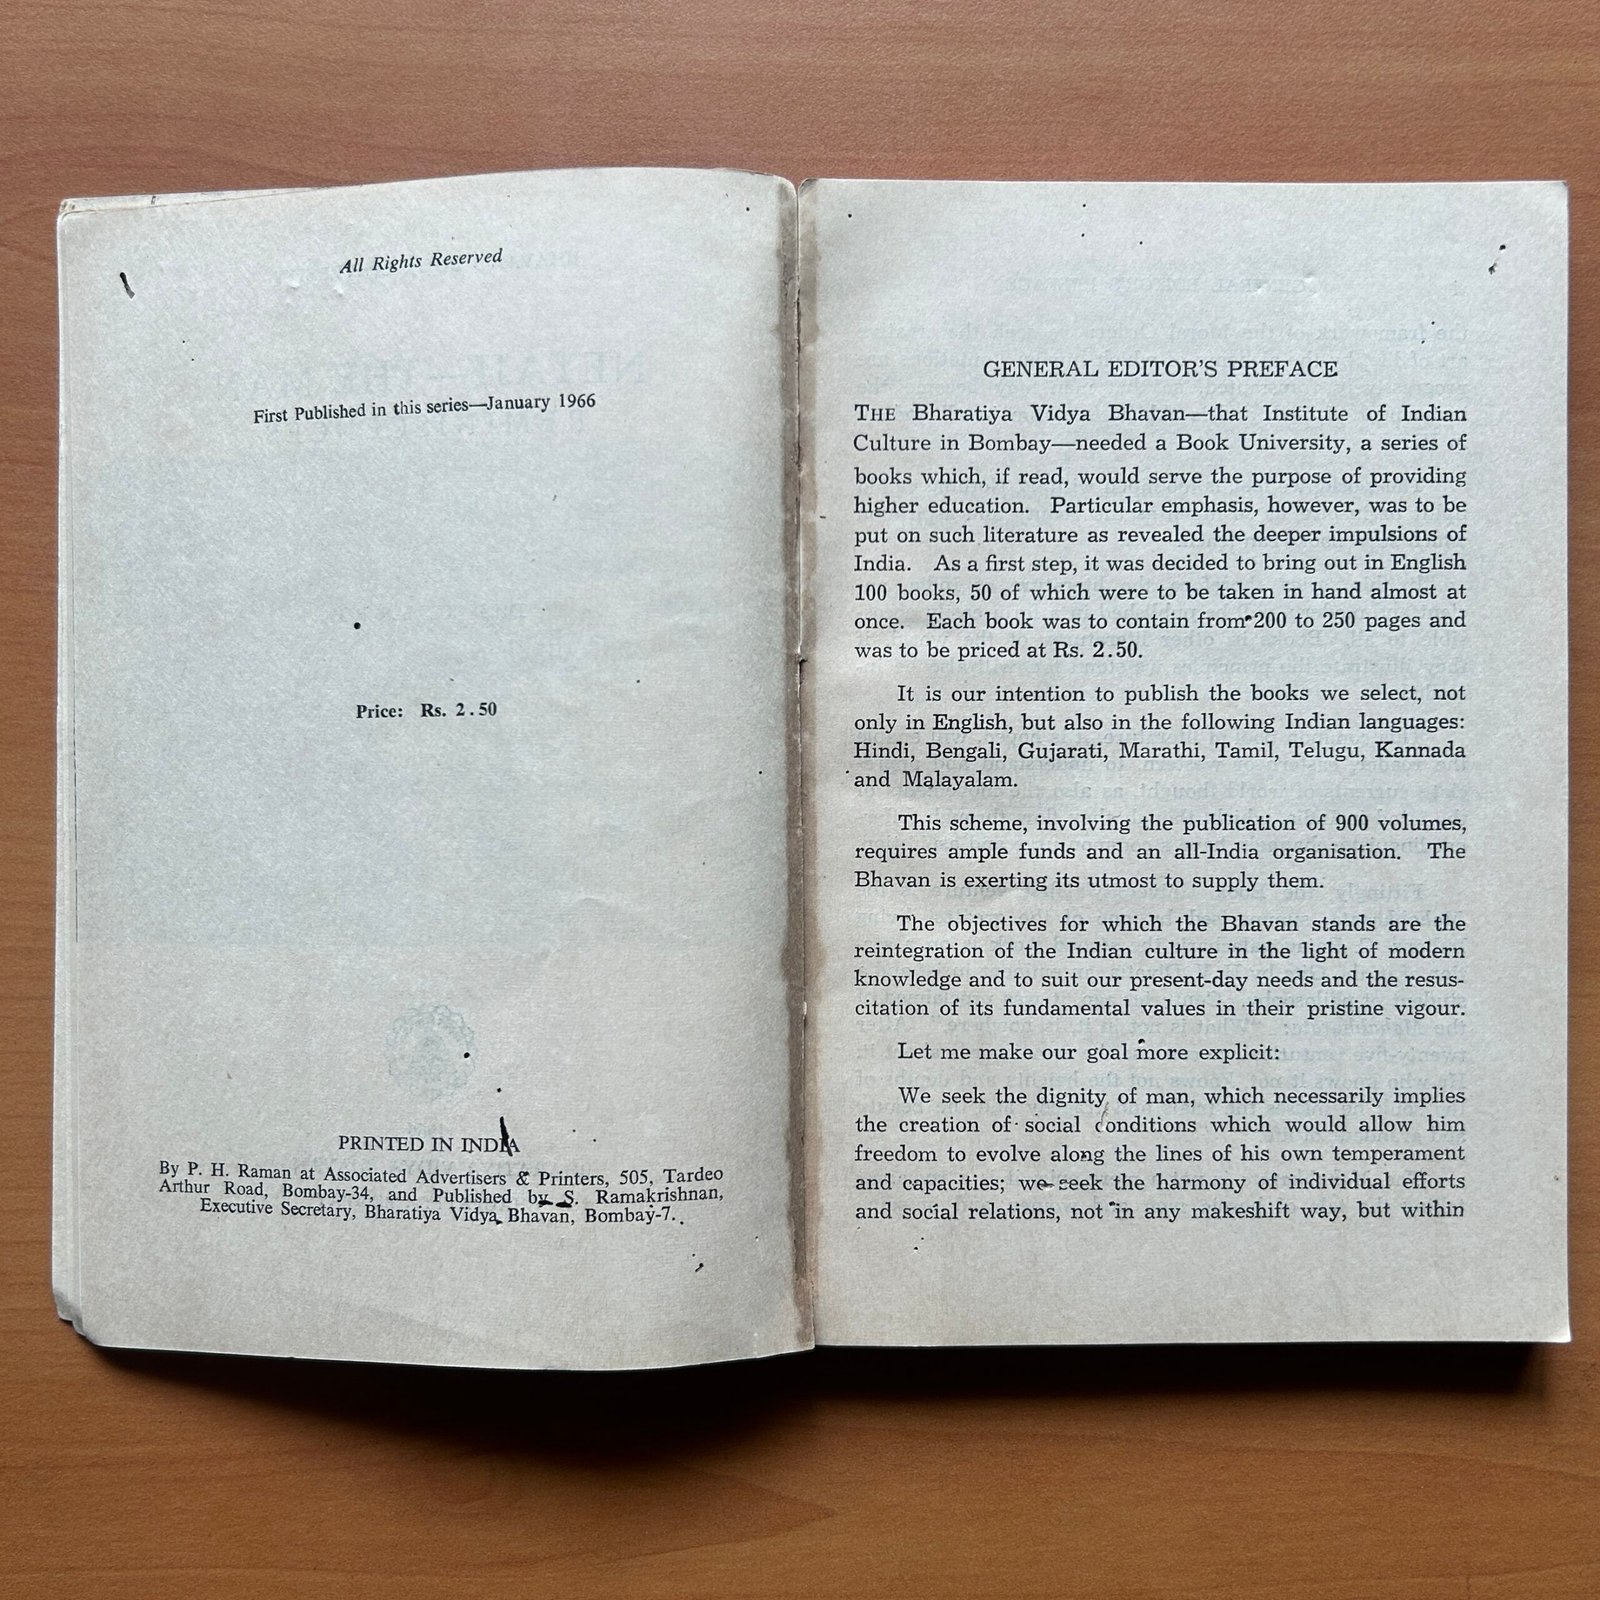 All Rights Reserved
First Published in this series—January 1966
Price: Rs. 2.50
PRINTED IN INDIA
By P. H. Raman at Associated Advertisers & Printers, 505, Tardeo
Arthur Road, Bombay-34, and Published by S. Ramakrishnan,
Executive Secretary, Bharatiya Vidya Bhavan, Bombay-7.
GENERAL EDITOR'S PREFACE
THE Bharatiya Vidya Bhavan—that Institute of Indian
Culture in Bombay—needed a Book University, a series of
books which, if read, would serve the purpose of providing
higher education. Particular emphasis, however, was to be
put on such literature as revealed the deeper impulsions of
India. As a first step, it was decided to bring out in English
100 books, 50 of which were to be taken in hand almost at
once. Each book was to contain from 200 to 250 pages and
was to be priced at Rs. 2.50.
It is our intention to publish the books we select, not
only in English, but also in the following Indian languages:
Hindi, Bengali, Gujarati, Marathi, Tamil, Telugu, Kannada
and Malayalam.
This scheme, involving the publication of 900 volumes,
requires ample funds and an all-India organisation. The
Bhavan is exerting its utmost to supply them.
The objectives for which the Bhavan stands are the
reintegration of the Indian culture in the light of modern
knowledge and to suit our present-day needs and the resus-
citation of its fundamental values in their pristine vigour.
Let me make our goal more explicit:
We seek the dignity of man, which necessarily implies
the creation of social conditions which would allow him
freedom to evolve along the lines of his own temperament
and capacities; we seek the harmony of individual efforts
and social relations, not in any makeshift way, but within